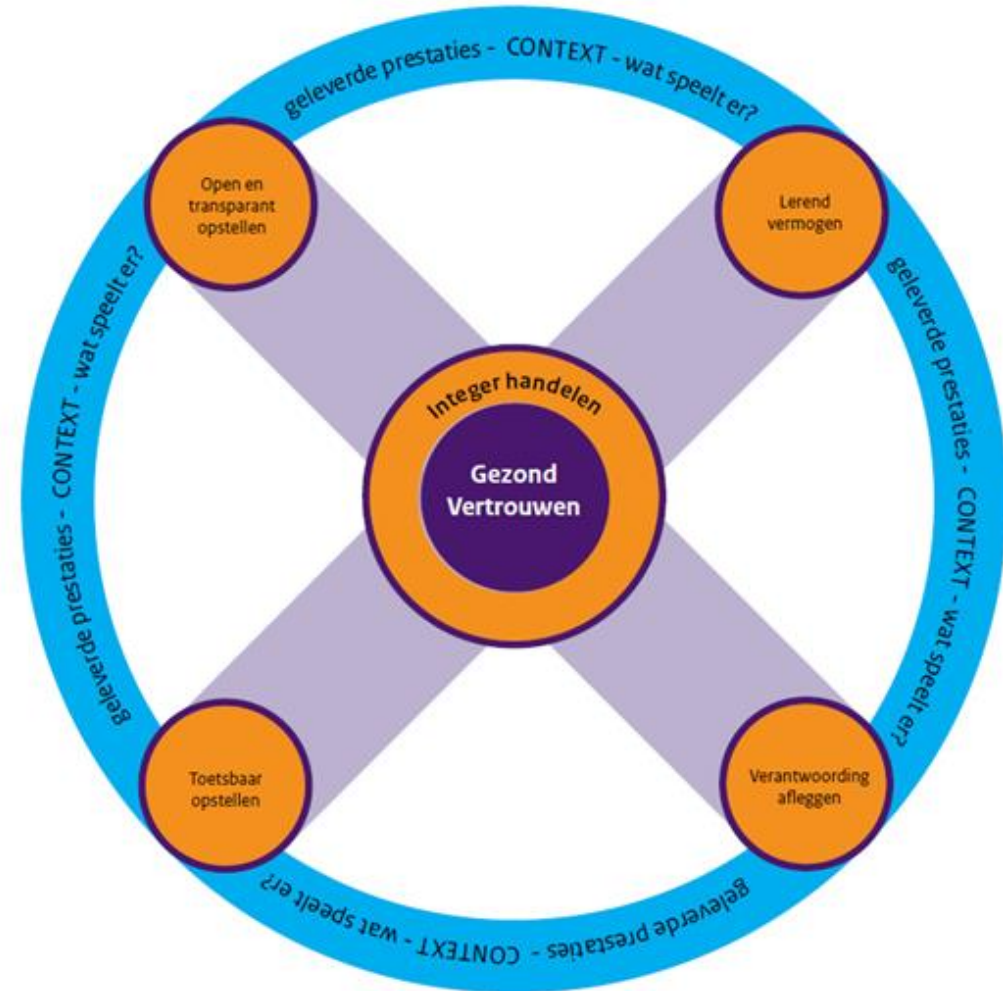 geleverde prestaties - CONTEXT - wat speelt er?
Open en
transparant
opstellen
Lerend
vermogen
geleverde prestaties - CONTEXT - wat speelt er?
geleverde prestaties - CONTEXT - wat speelt er?
Integer handelen
Gezond
Vertrouwen
Toetsbaar
opstellen
Verantwoording
afleggen
geleverde prestaties - CONTEXT - wat speelt er?